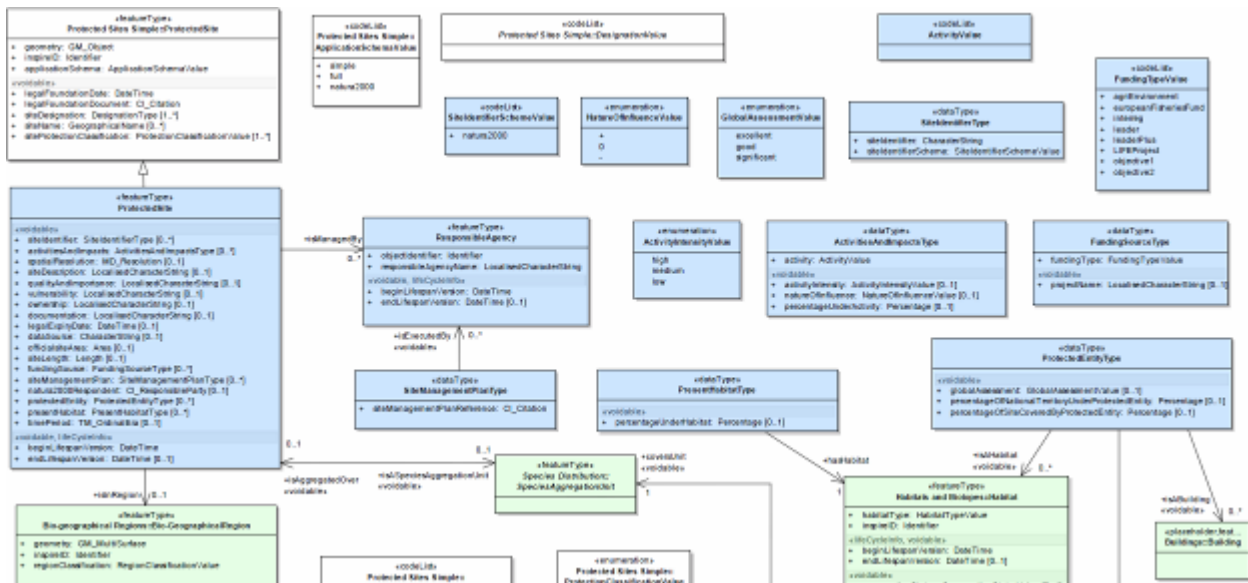 «featureType»
Protected Sites Simple::ProtectedSite
+ geometry: GM_Object
+ inspireID: Identifier
+ applicationSchema: ApplicationSchemaValue
«voidable»
+ legalFoundationDate: DateTime
+ legalFoundationDocument: CI_Citation
+ siteDesignation: DesignationType [1..*]
+ siteName: GeographicalName [0..*]
+ siteProtectionClassification: ProtectionClassificationValue [1..*]
«codeList»
Protected Sites Simple::
ApplicationSchemaValue
+ simple
+ full
+ natura2000
«codeList»
Protected Sites Simple::DesignationValue
«codeList»
ActivityValue
«codeList»
FundingTypeValue
+ agriEnvironment
+ europeanFisheriesFund
+ interreg
+ leader
+ leaderPlus
+ LIFEProject
+ objective1
+ objective2
«codeList»
SiteIdentifierSchemeValue
+ natura2000
«enumeration»
NatureOfInfluenceValue
+
0
-
«enumeration»
GlobalAssessmentValue
excellent
good
significant
«dataType»
SiteIdentifierType
+ siteIdentifier: CharacterString
+ siteIdentifierSchema: SiteIdentifierSchemaValue
«featureType»
ProtectedSite
«voidable»
+ siteIdentifier: SiteIdentifierType [0..*]
+ activitiesAndImpacts: ActivitiesAndImpactsType [0..*]
+ spatialResolution: MD_Resolution [0..1]
+ siteDescription: LocalisedCharacterString [0..1]
+ qualityAndImportance: LocalisedCharacterString [0..1]
+ vulnerability: LocalisedCharacterString [0..1]
+ ownership: LocalisedCharacterString [0..1]
+ documentation: LocalisedCharacterString [0..1]
+ legalExpiryDate: DateTime [0..1]
+ dataSource: CharacterString [0..1]
+ officialSiteArea: Area [0..1]
+ siteLength: Length [0..1]
+ fundingSource: FundingSourceType [0..*]
+ siteManagementPlan: SiteManagementPlanType [0..*]
+ natura2000Respondent: CI_ResponsibleParty [0..1]
+ protectedEntity: ProtectedEntityType [0..*]
+ presentHabitat: PresentHabitatType [0..*]
+ timePeriod: TM_OrdinalEra [0..1]
«voidable, lifeCycleInfo»
+ beginLifespanVersion: DateTime
+ endLifespanVersion: DateTime [0..1]
+isManagedBy
0..*
«featureType»
ResponsibleAgency
+ objectIdentifier: Identifier
+ responsibleAgencyName: LocalisedCharacterString
«voidable, lifeCycleInfo»
+ beginLifespanVersion: DateTime
+ endLifespanVersion: DateTime [0..1]
«enumeration»
ActivityIntensityValue
high
medium
low
«dataType»
ActivitiesAndImpactsType
+ activity: ActivityValue
«voidable»
+ activityIntensity: ActivityIntensityValue [0..1]
+ natureOfInfluence: NatureOfInfluenceValue [0..1]
+ percentageUnderActivity: Percentage [0..1]
«dataType»
FundingSourceType
+ fundingType: FundingTypeValue
«voidable»
+ projectName: LocalisedCharacterString [0..1]
+isExecutedBy
«voidable»
0..*
«dataType»
SiteManagementPlanType
+ siteManagementPlanReference: CI_Citation
«dataType»
PresentHabitatType
«voidable»
+ percentageUnderHabitat: Percentage [0..1]
«dataType»
ProtectedEntityType
«voidable»
+ globalAssessment: GlobalAssessmentValue [0..1]
+ percentageOfNationalTerritoryUnderProtectedEntity: Percentage [0..1]
+ percentageOfSiteCoveredByProtectedEntity: Percentage [0..1]
0..1
+isAggregatedOver
«voidable»
0..1
+isASpeciesAggregationUnit
«voidable»
«featureType»
Species Distribution::
SpeciesAggregationUnit
+coversUnit
«voidable»
1
+hasHabitat
1
+isAHabitat
«voidable»
0..*
+isABuilding
«voidable»
0..*
+isInRegion
0..1
«featureType»
Bio-geographical Regions::Bio-GeographicalRegion
+ geometry: GM_MultiSurface
+ inspireID: Identifier
+ regionClassification: RegionClassificationValue
«featureType»
Habitats and Biotopes::Habitat
+ habitatType: HabitatTypeValue
+ inspireID: Identifier
«lifeCycleInfo, voidable»
+ beginLifespanVersion: DateTime
+ endLifespanVersion: DateTime [0..1]
«voidable»
«placeholder,feat...
Buildings::Building
«codeList»
Protected Sites Simple::
«enumeration»
Protected Sites Simple::
ProtectionClassificationValue